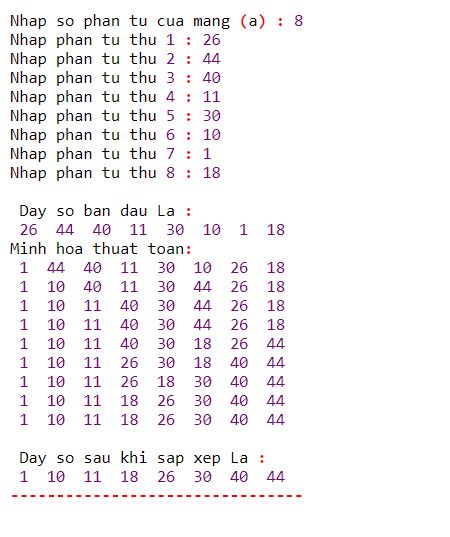 Nhap so phan tu cua mang (a) : 8
Nhap phan tu thu 1 : 26
Nhap phan tu thu 2 : 44
Nhap phan tu thu 3 : 40
Nhap phan tu thu 4 : 11
Nhap phan tu thu 5 : 30
Nhap phan tu thu 6 : 10
Nhap phan tu thu 7 : 1
Nhap phan tu thu 8 : 18
Day so ban dau La :
26 44 40 11 30 10 1 18
Minh hoa thuat toan:
1 44 40 11 30 10 26 18
1 10 40 11 30 44 26 18
1 10 11 40 30 44 26 18
1 10 11 40 30 44 26 18
1 10 11 40 30 18 26 44
1 10 11 26 30 18 40 44
1 10 11 26 18 30 40 44
1 10 11 18 26 30 40 44
1 10 11 18 26 30 40 44
Day so sau khi sap xep La :
1 10 11 18 26 30 40 44
-------------------------------